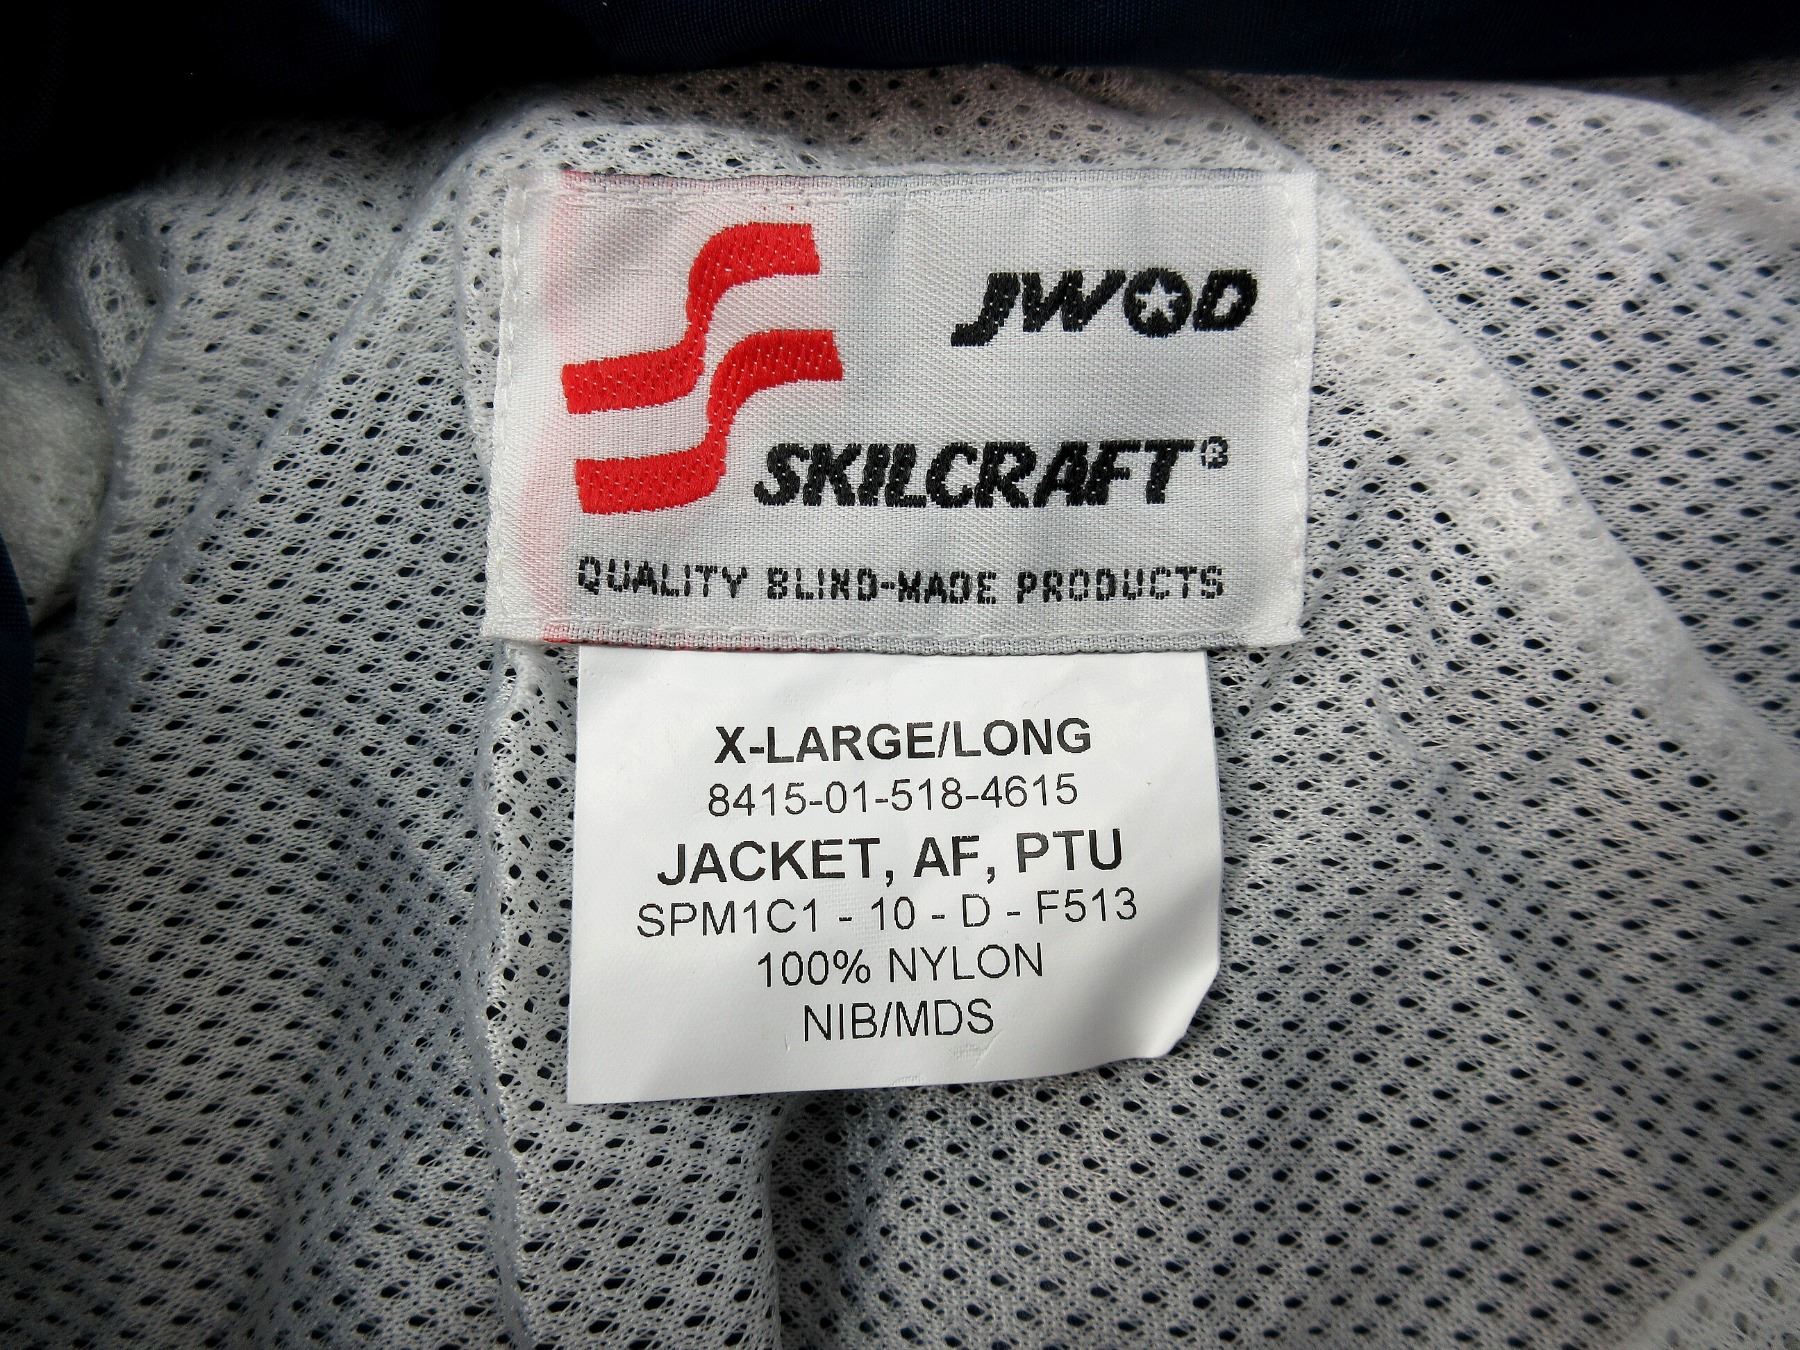 JWOD
SKILCRAFT®
QUALITY BLIND-MADE PRODUCTS
X-LARGE/LONG
8415-01-518-4615
JACKET, AF, PTU
SPM1C1 - 10 - D - F513
100% NYLON
NIB/MDS